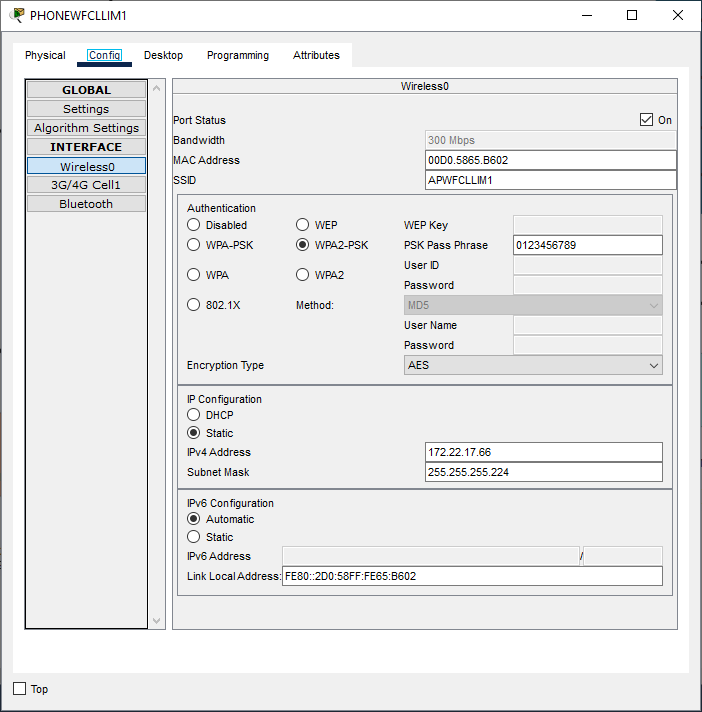 PHONEWFCLLIM1
Physical Config Desktop Programming Attributes
GLOBAL
Settings
Algorithm Settings
INTERFACE
Wireless0
3G/4G Cell1
Bluetooth
Wireless0
Port Status On
Bandwidth 300 Mbps
MAC Address 00D0.5865.B602
SSID APWFCLLIM1
Authentication
Disabled WEP WEP Key
WPA-PSK WPA2-PSK PSK Pass Phrase 0123456789
User ID
WPA WPA2
Password
802.1X Method: MD5
User Name
Password
Encryption Type AES
IP Configuration
DHCP
Static
IPv4 Address 172.22.17.66
Subnet Mask 255.255.255.224
IPv6 Configuration
Automatic
Static
IPv6 Address /
Link Local Address: FE80::2D0:58FF:FE65:B602
Top